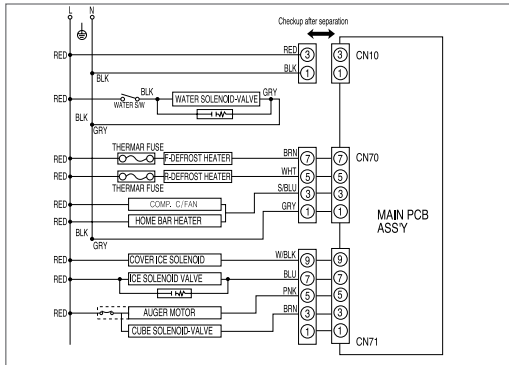 L N
Checkup after separation
RED RED 3 3 CN10
BLK BLK 1 1
RED BLK WATER SOLENOID-VALVE GRY
WATER S/W
BLK
GRY
THERMAR FUSE BRN CN70
RED F-DEFROST HEATER 7 7
RED R-DEFROST HEATER WHT 5 5
THERMAR FUSE
RED COMP. C/FAN S/BLU 3 3
RED HOME BAR HEATER GRY 1 1
BLK
GRY
MAIN PCB
ASS'Y
RED COVER ICE SOLENOID W/BLK 9 9
RED ICE SOLENOID VALVE BLU 7 7
PNK 5 5
RED AUGER MOTOR BRN 3 3
CUBE SOLENOID-VALVE 1 1
CN71